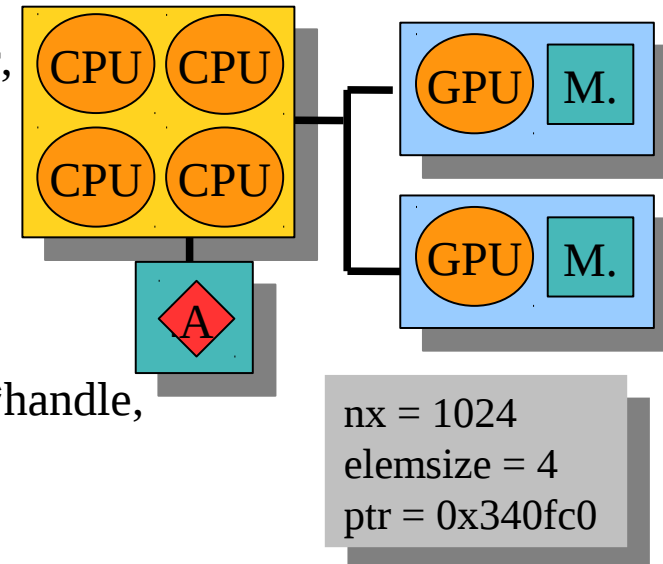 CPU CPU
GPU M.
CPU CPU
GPU M.
A
handle,
nx = 1024
elemsize = 4
ptr = 0x340fc0